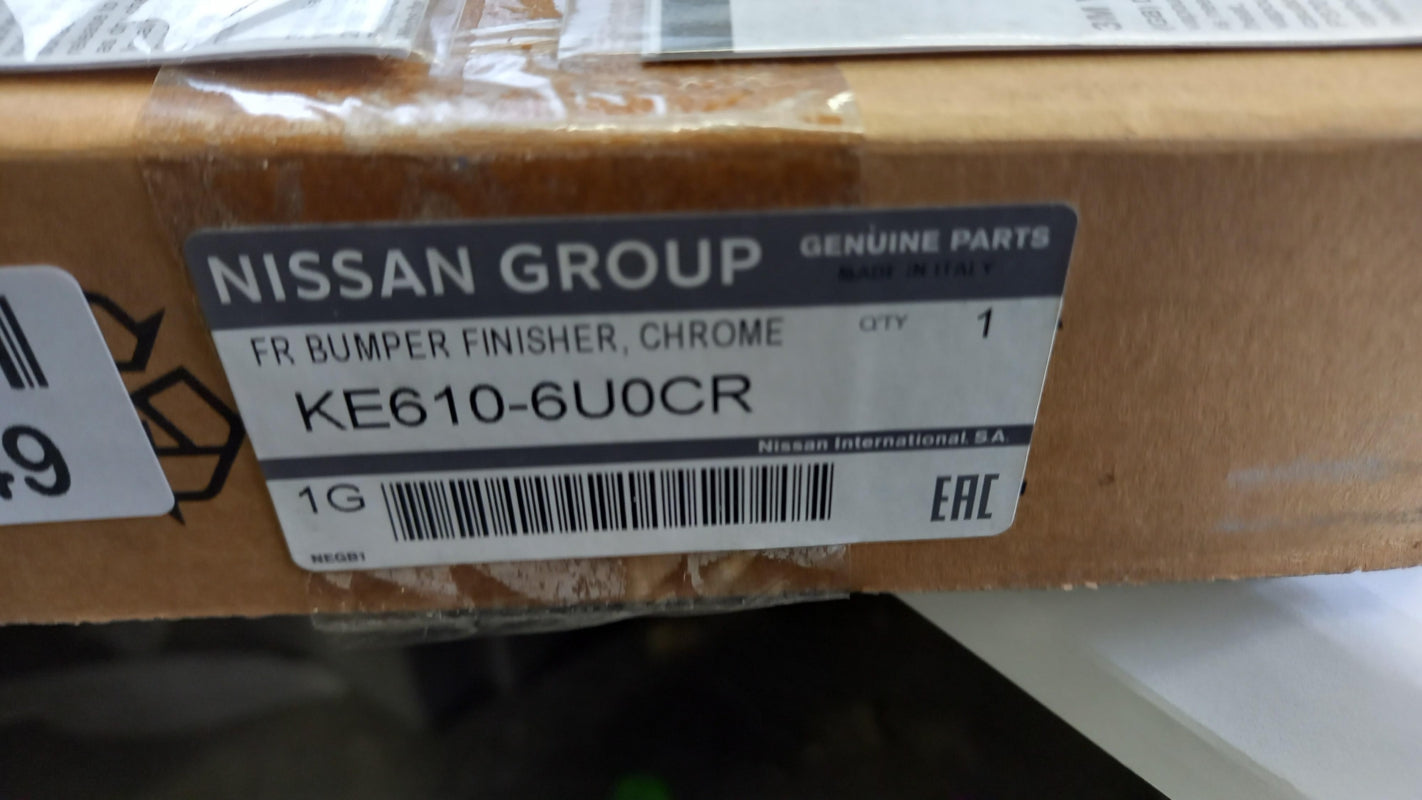 NISSAN GROUP
GENUINE PARTS
MADE IN ITALY
FR BUMPER FINISHER, CHROME
QTY 1
KE610-6U0CR
Nissan International S.A.
1G
EAC
NEGB1
49